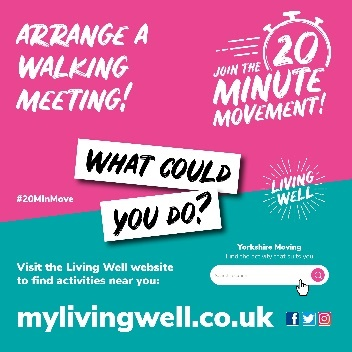 ARRANGE A
WALKING
MEETING!
JOIN THE 20
MINUTE
MOVEMENT!
WHAT COULD
YOU DO?
#20MinMove
LIVING
WELL
Yorkshire Moving
Find the activity that suits you
Visit the Living Well website
to find activities near you:
mylivingwell.co.uk